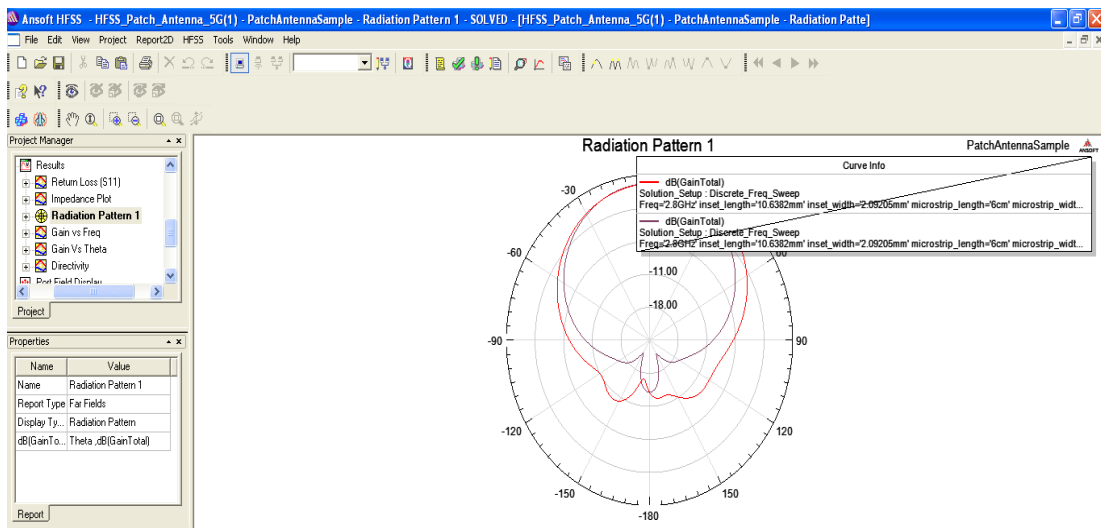 Ansoft HFSS - HFSS_Patch_Antenna_5G(1) - PatchAntennaSample - Radiation Pattern 1 - SOLVED - [HFSS_Patch_Antenna_5G(1) - PatchAntennaSample - Radiation Patte]
File Edit View Project Report2D HFSS Tools Window Help
Project Manager
Results
Return Loss (S11)
Impedance Plot
Radiation Pattern 1
Gain vs Freq
Gain Vs Theta
Directivity
Port Field Display
Project
Properties
Name Value
Name Radiation Pattern 1
Report Type Far Fields
Display Ty... Radiation Pattern
dB(GainTo... Theta ,dB(GainTotal)
Report
Radiation Pattern 1
PatchAntennaSample
ANSOFT
Curve Info
dB(GainTotal)
Solution_Setup : Discrete_Freq_Sweep
Freq='2.8GHz' inset_length='10.6382mm' inset_width='2.09205mm' microstrip_length='6cm' microstrip_widt...
dB(GainTotal)
Solution_Setup : Discrete_Freq_Sweep
inset_length='10.6382mm' inset_width='2.09205mm' microstrip_length='6cm' microstrip_widt...
-30
-60
60
-11.00
-18.00
-90
90
-120
120
-150
150
-180